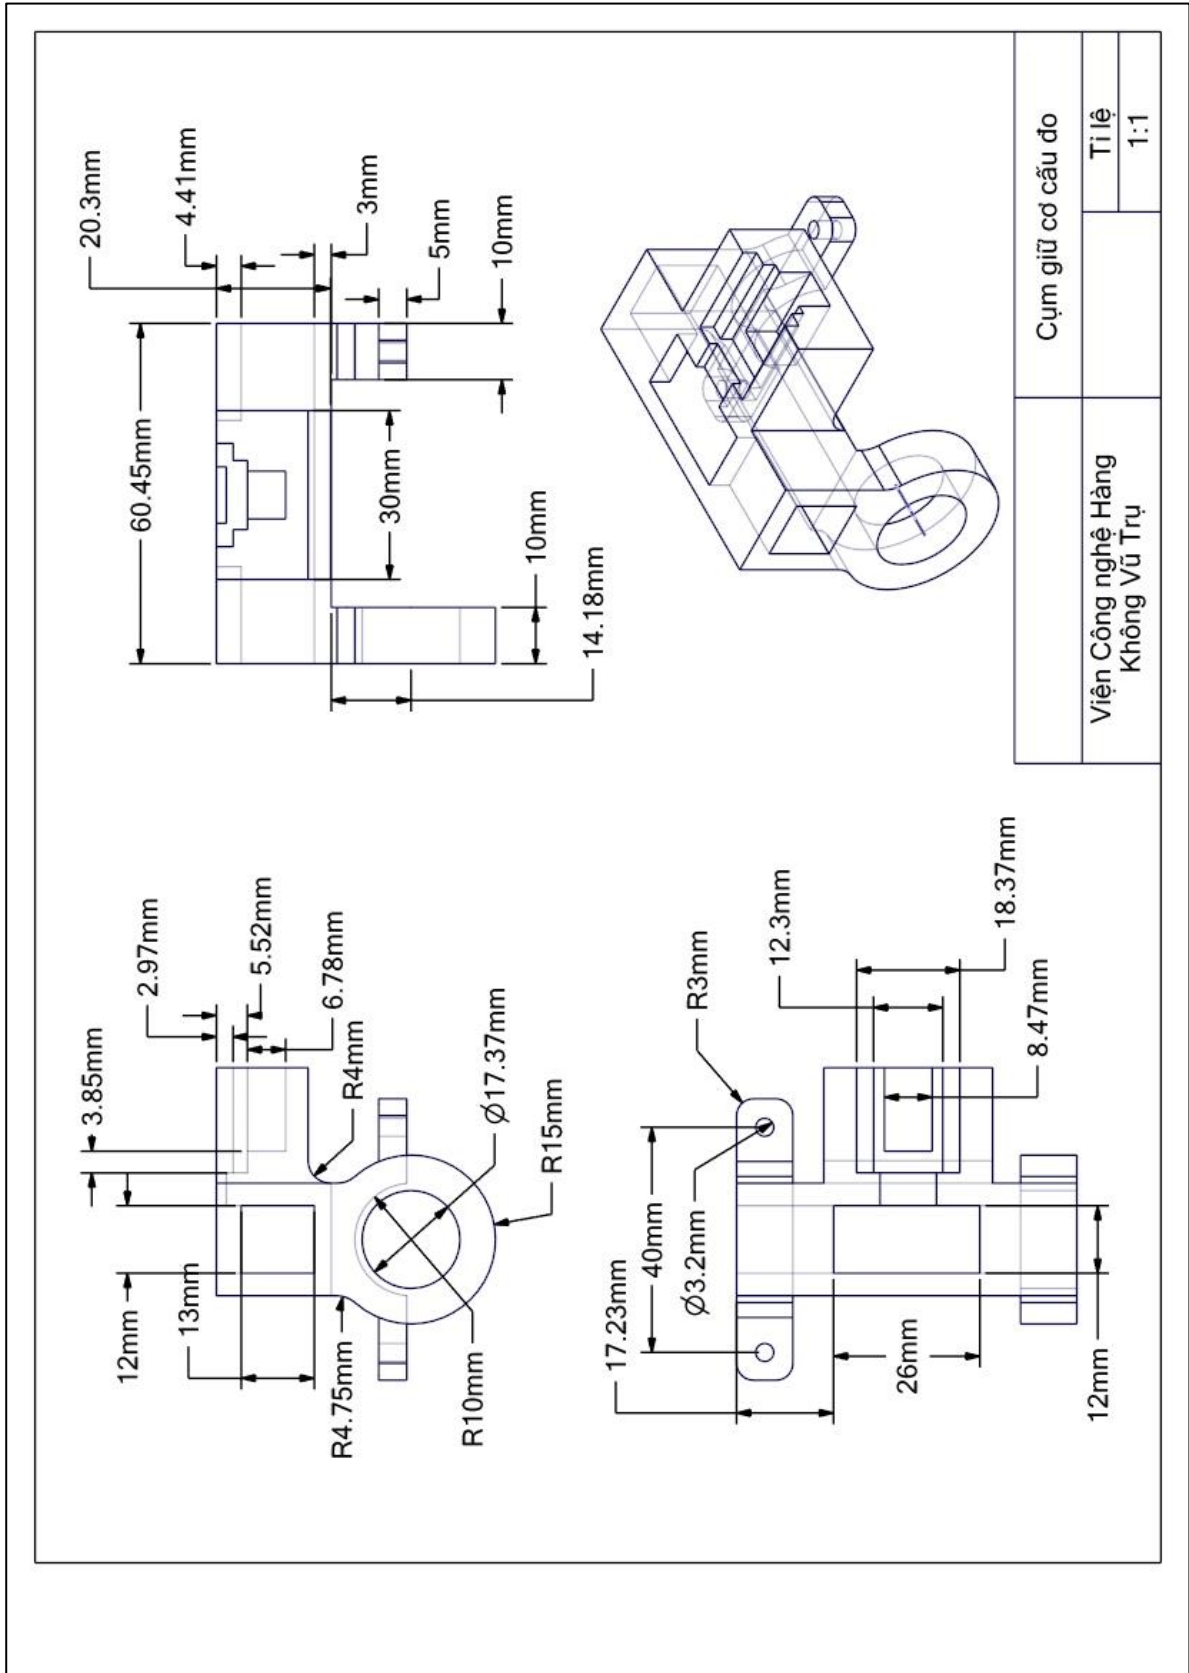 2.97mm
5.52mm
3.85mm
6.78mm
R4mm
Ø17.37mm
R15mm
12mm
13mm
R4.75mm
R10mm
20.3mm
4.41mm
60.45mm
3mm
5mm
10mm
30mm
10mm
14.18mm
R3mm
12.3mm
18.37mm
8.47mm
17.23mm
40mm
Ø3.2mm
26mm
12mm
Cụm giữ cơ cấu đo
Viện Công nghệ Hàng
Không Vũ Trụ
Tỉ lệ
1:1